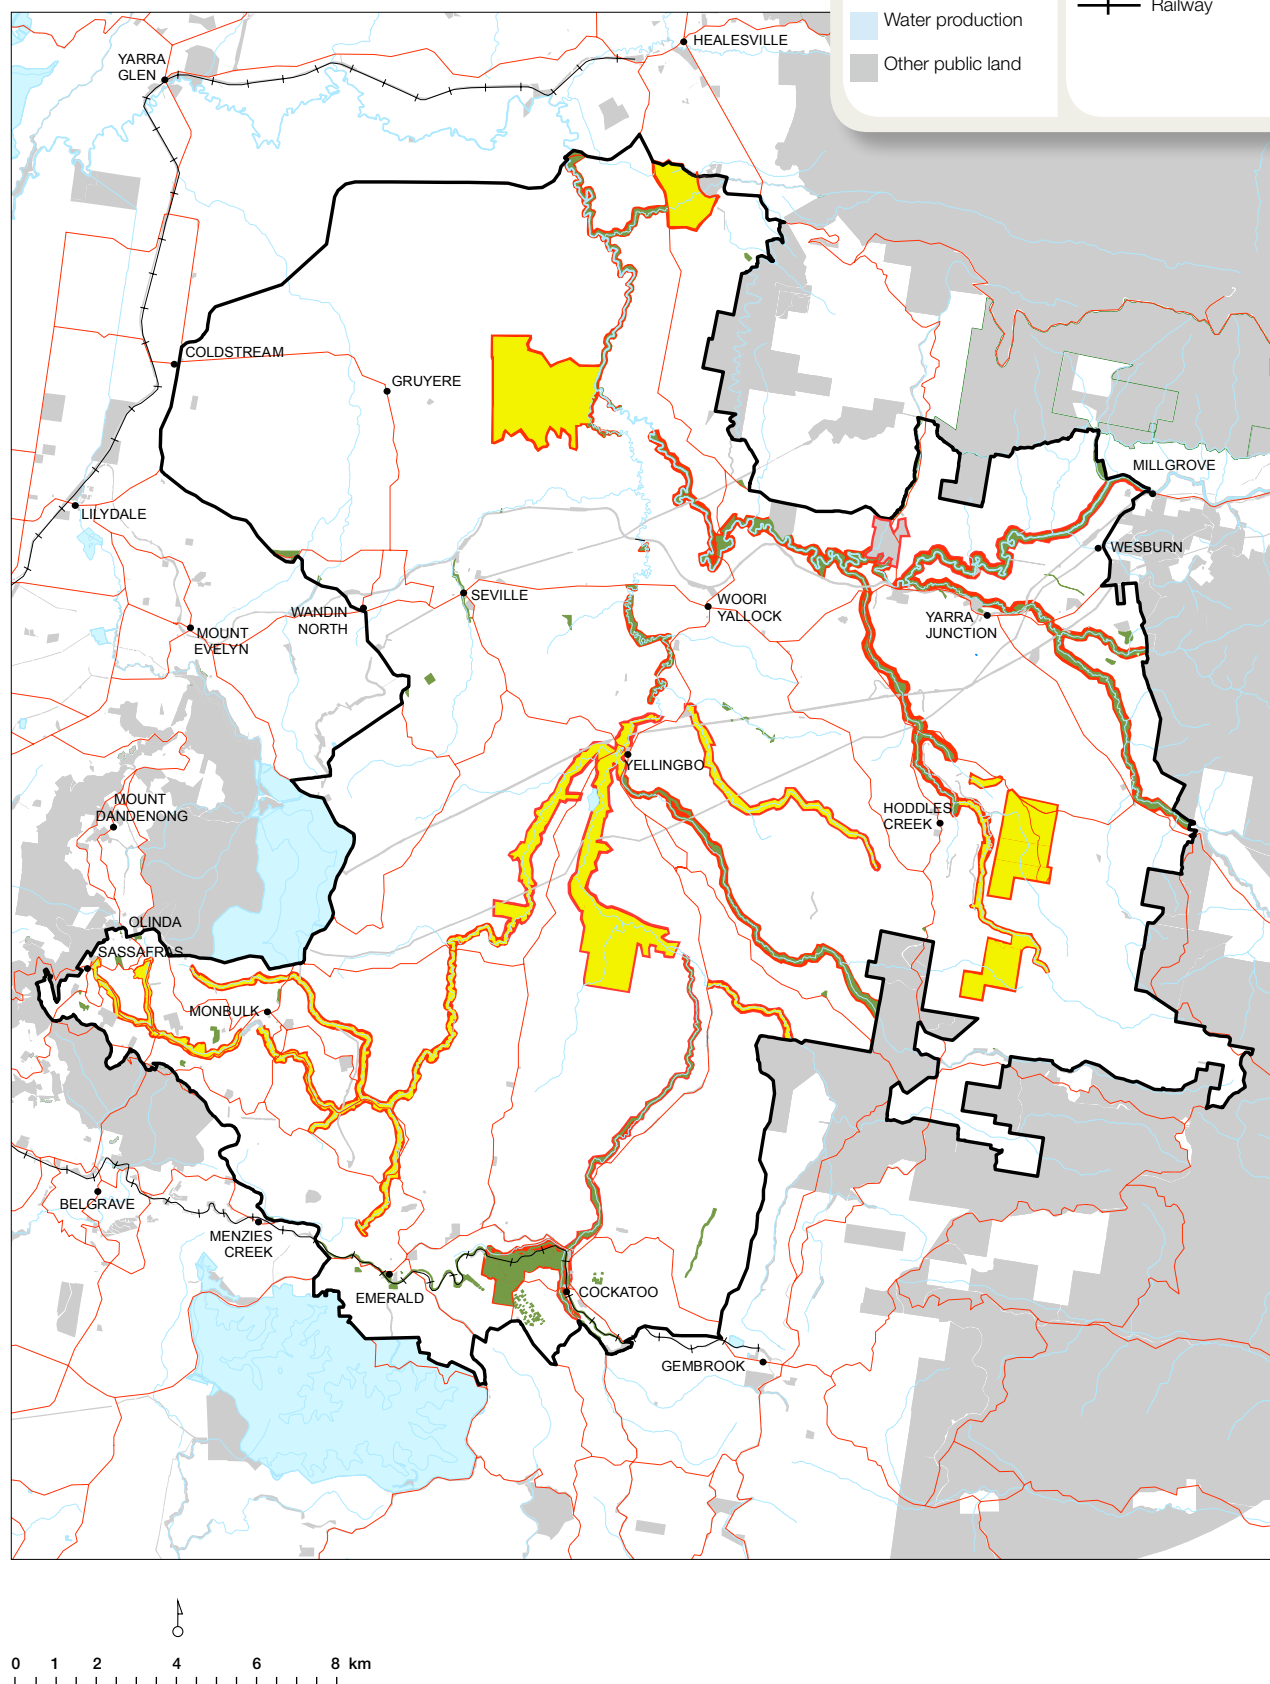 Railway
Water production
Other public land
HEALESVILLE
YARRA
GLEN
COLDSTREAM
GRUYERE
MILLGROVE
LILYDALE
WESBURN
SEVILLE
WOORI
YALLOCK
WANDIN
NORTH
YARRA
JUNCTION
MOUNT
EVELYN
YELLINGBO
MOUNT
DANDENONG
HODDLES
CREEK
OLINDA
SASSAFRAS
MONBULK
BELGRAVE
MENZIES
CREEK
EMERALD
COCKATOO
GEMBROOK
0 1 2 4 6 8 km